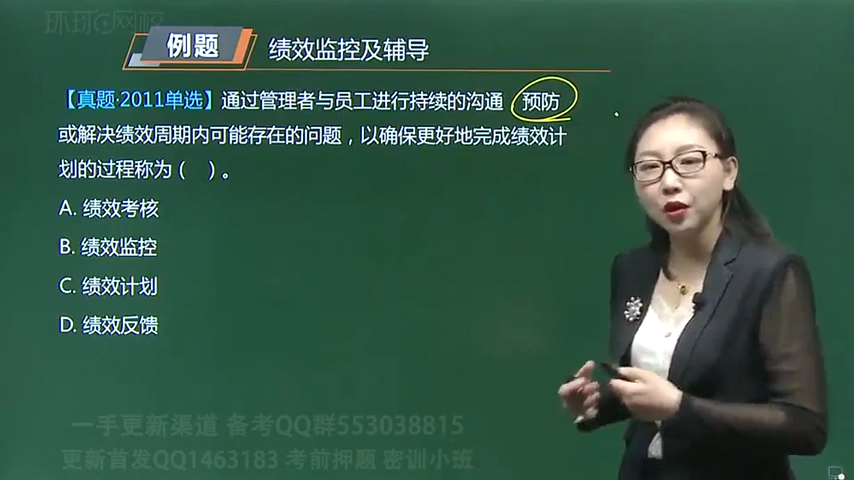 环球网校
例题
绩效监控及辅导
【真题·2011单选】通过管理者与员工进行持续的沟通，预防
或解决绩效周期内可能存在的问题，以确保更好地完成绩效计
划的过程称为（ ）。
A. 绩效考核
B. 绩效监控
C. 绩效计划
D. 绩效反馈
一手更新渠道 备考QQ群553038815
更新首发QQ1463183 考前押题 密训小班